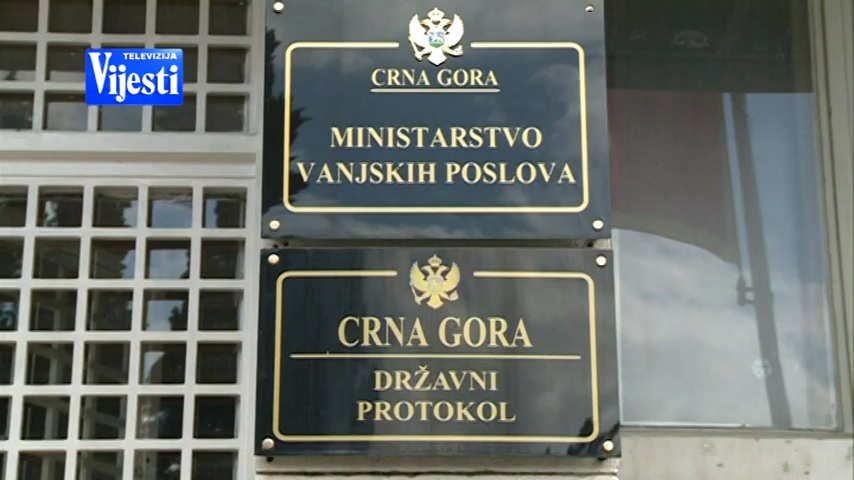 TELEVIZIJA
Vijesti
CRNA GORA
MINISTARSTVO
VANJSKIH POSLOVA
CRNA GORA
DRŽAVNI
PROTOKOL